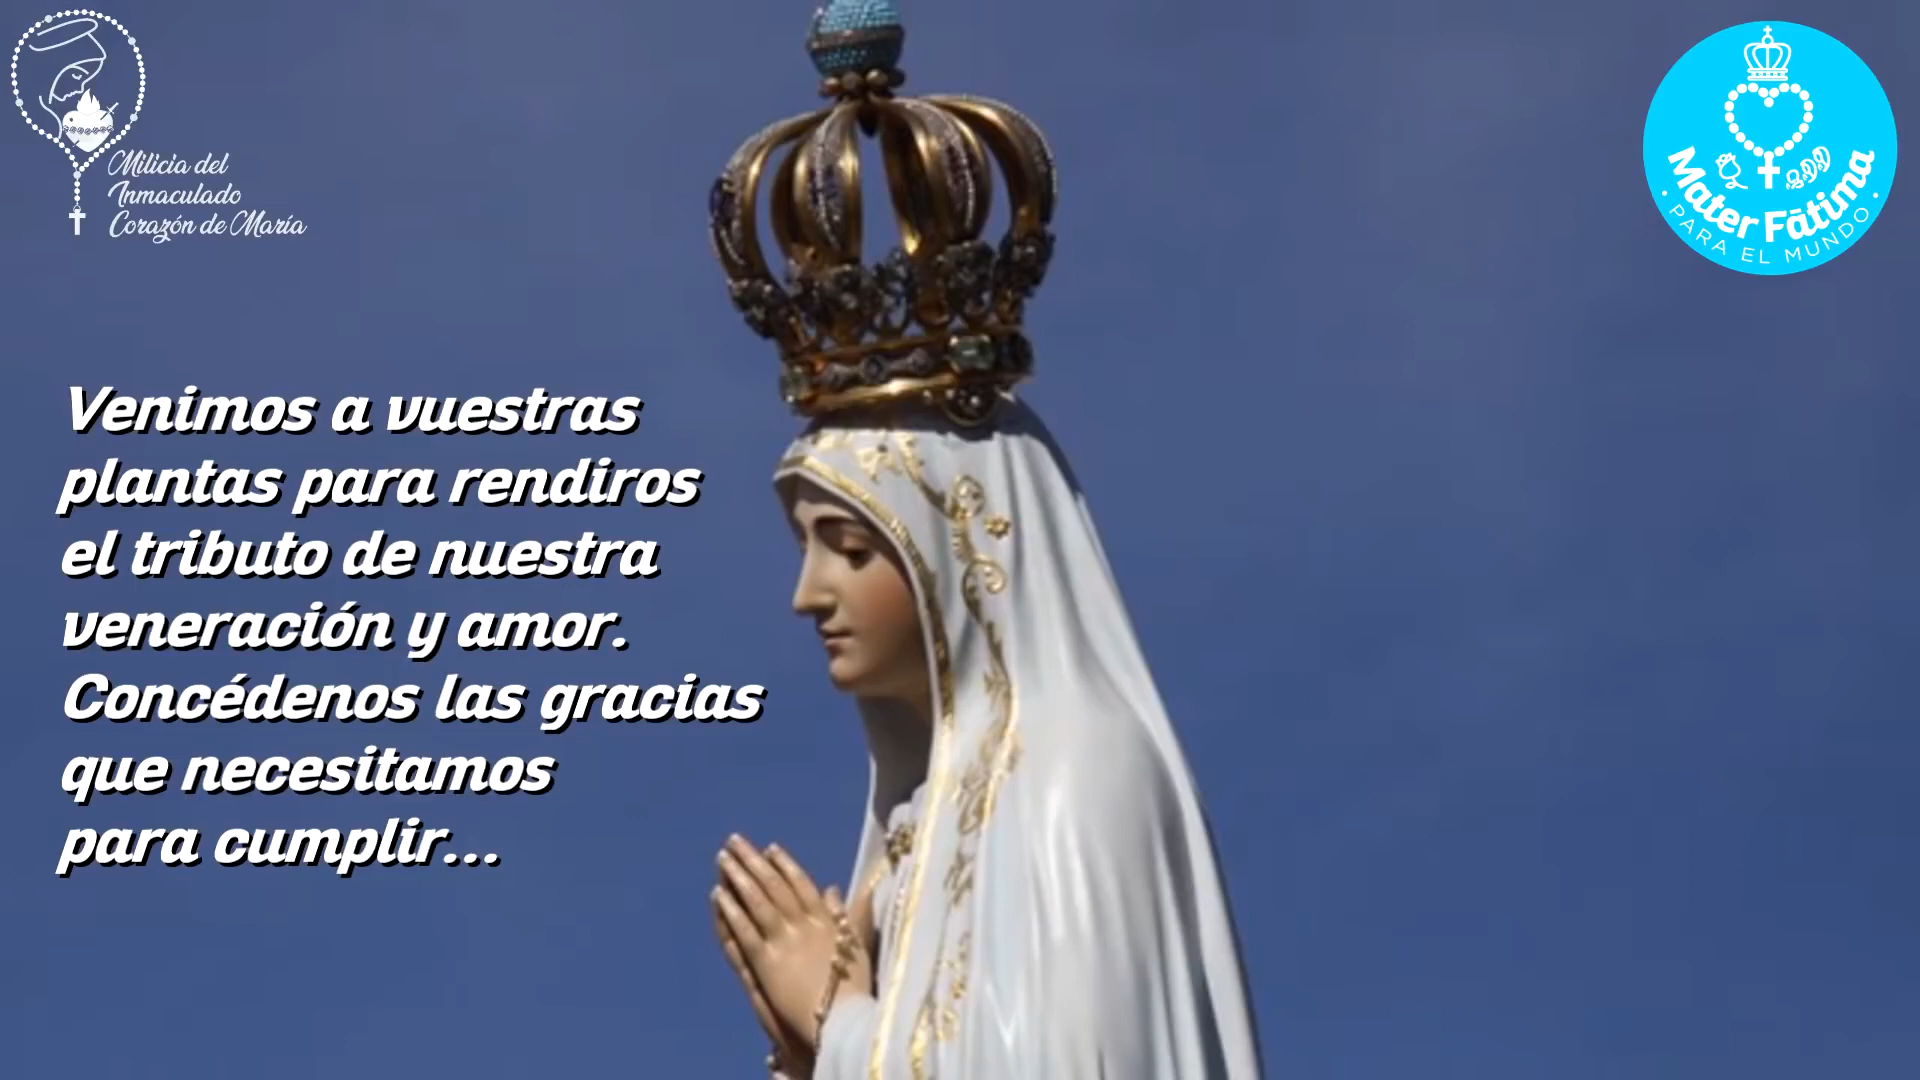 Milicia del
Inmaculado
Corazón de María
Mater Fātima
· PARA EL MUNDO ·
Venimos a vuestras
plantas para rendiros
el tributo de nuestra
veneración y amor.
Concédenos las gracias
que necesitamos
para cumplir...